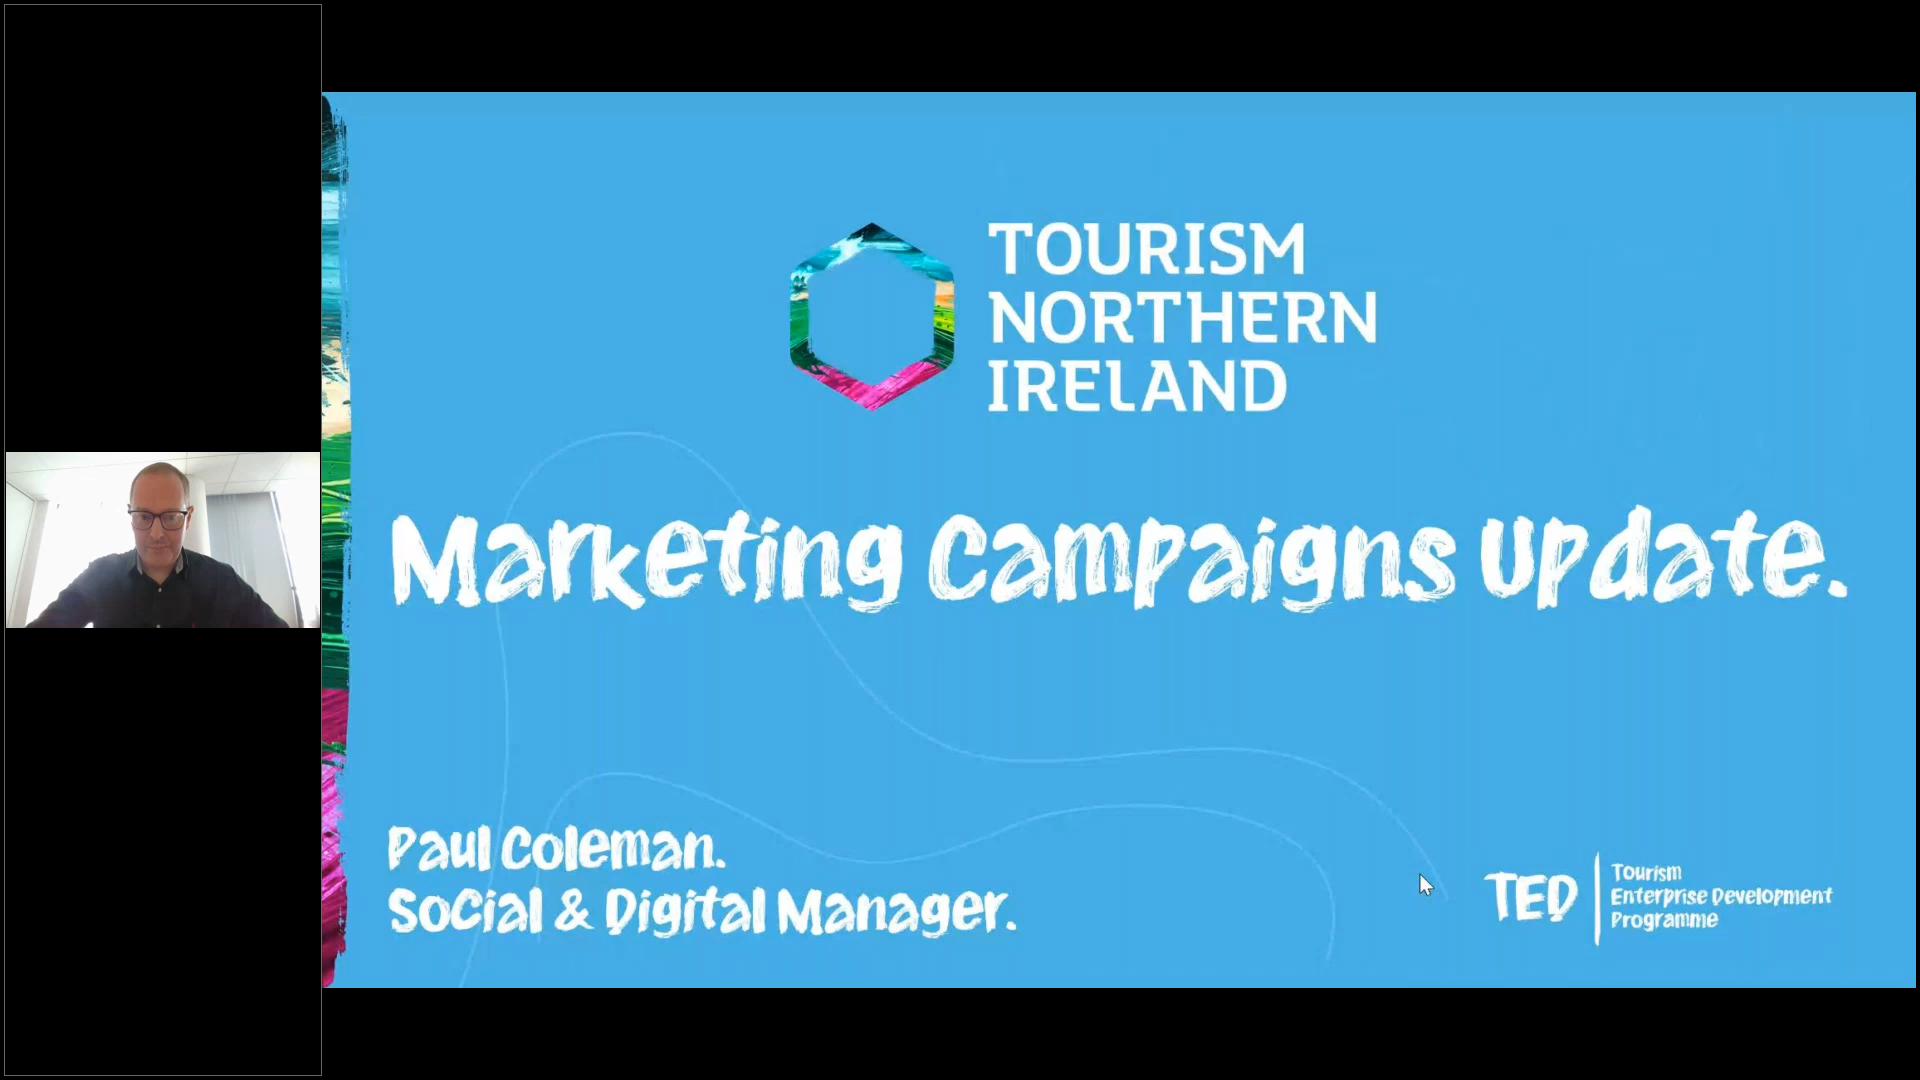 TOURISM
NORTHERN
IRELAND
Marketing Campaigns Update.
Paul Coleman.
Social & Digital Manager.
TED
Tourism
Enterprise Development
Programme